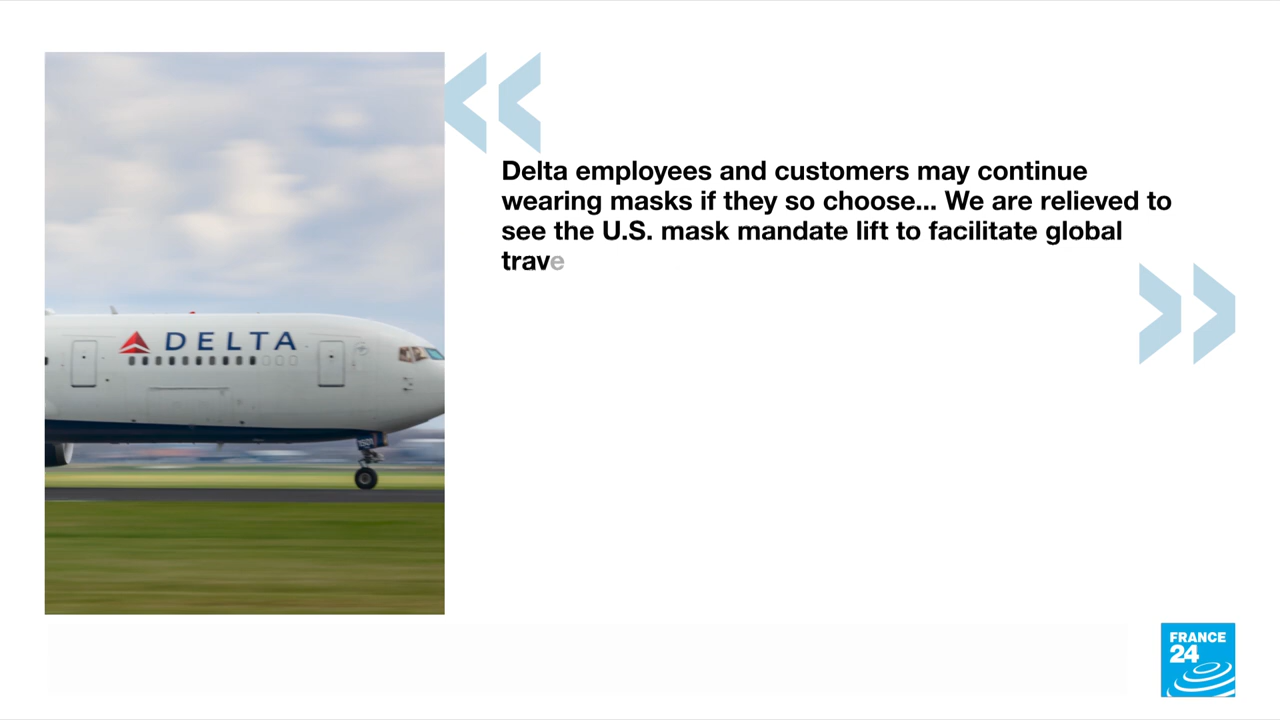 DELTA
Delta employees and customers may continue
wearing masks if they so choose... We are relieved to
see the U.S. mask mandate lift to facilitate global
trave
FRANCE
24